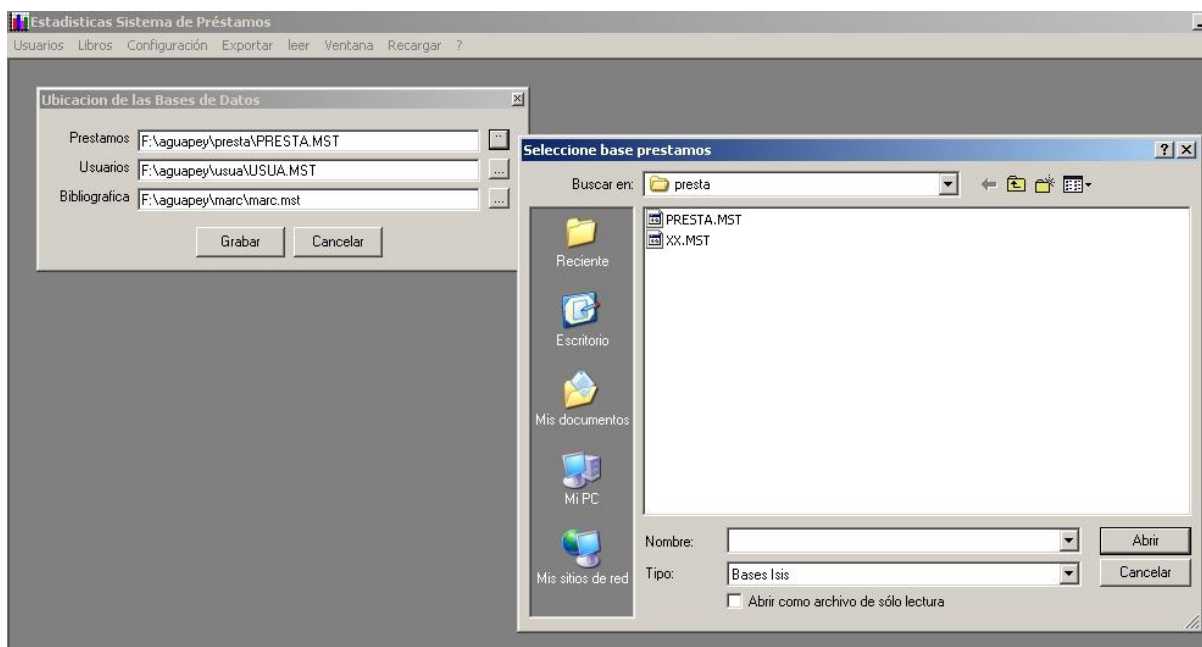 Estadisticas Sistema de Préstamos
Usuarios Libros Configuración Exportar leer Ventana Recargar ?
Ubicacion de las Bases de Datos
Prestamos F:\aguapey\presta\PRESTA.MST
Usuarios F:\aguapey\usua\USUA.MST ...
Bibliografica F:\aguapey\marc\marc.mst ...
Grabar Cancelar
Seleccione base prestamos
Buscar en: presta
PRESTA.MST
XX.MST
Reciente
Escritorio
Mis documentos
Mi PC
Mis sitios de red
Nombre: Abrir
Tipo: Bases Isis Cancelar
Abrir como archivo de sólo lectura